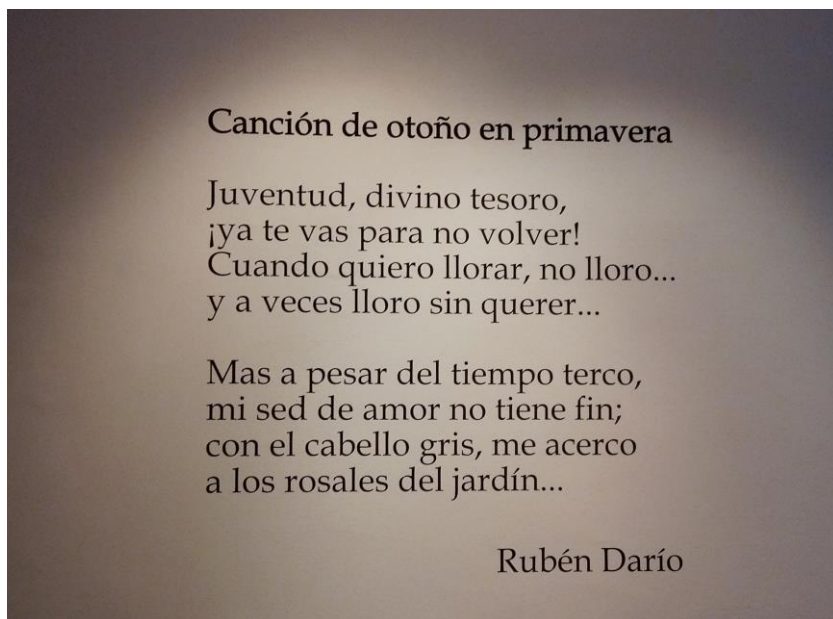 Canción de otoño en primavera
Juventud, divino tesoro,
¡ya te vas para no volver!
Cuando quiero llorar, no lloro...
y a veces lloro sin querer...
Mas a pesar del tiempo terco,
mi sed de amor no tiene fin;
con el cabello gris, me acerco
a los rosales del jardín...
Rubén Darío